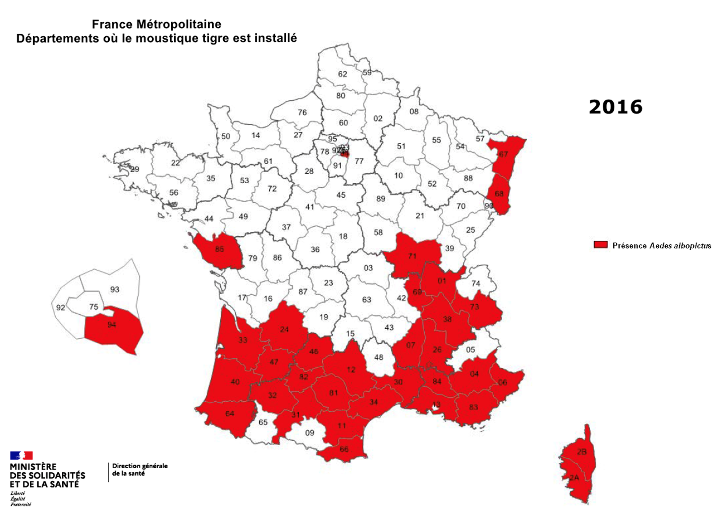 France Métropolitaine
Départements où le moustique tigre est installé
2016
62 59
80
76 60 02 08
50 14 27 95 51 55 54 57 67
78 77
61 91
29 22 35 53 28 10 52 88 68
56 72 45 89 70 90
44 49 41 21 25
37 18 58 39
85 79 86 36 71
03 01 74
17 16 87 23 63 42 69 73
19 38
33 24 15 43 07 26 05
47 46 12 48
40 82 30 84 04 06
32 81 34 13 83
64 65 31 09 11
66
2B
2A
93
92 75
94
Présence Aedes albopictus
MINISTÈRE
DES SOLIDARITÉS
ET DE LA SANTÉ
Liberté
Égalité
Fraternité
Direction générale
de la santé